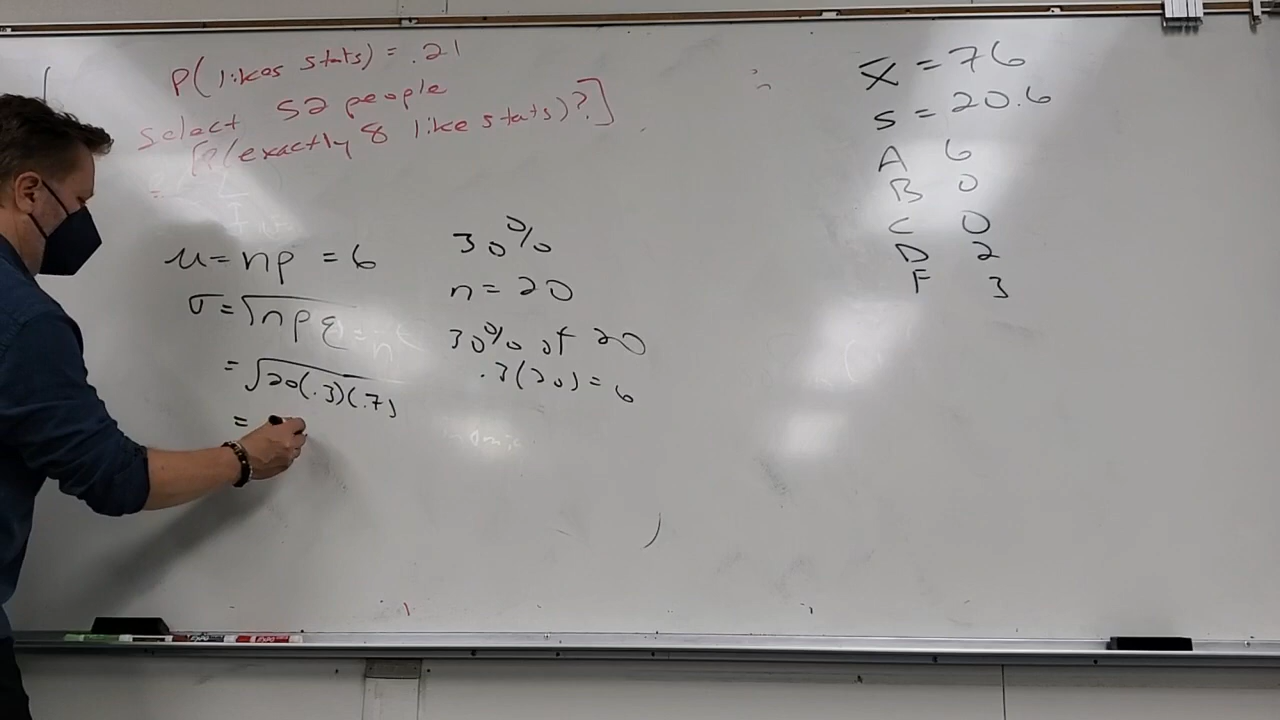 P(likes stats) = .21
select 52 people
[P(exactly 8 like stats)?]
μ = np = 6
σ = √npq
= √20(.3)(.7)
=
30%
n = 20
30% of 20
.3(20) = 6
x̄ = 76
s = 20.6
A 6
B 0
C 0
D 2
F 3